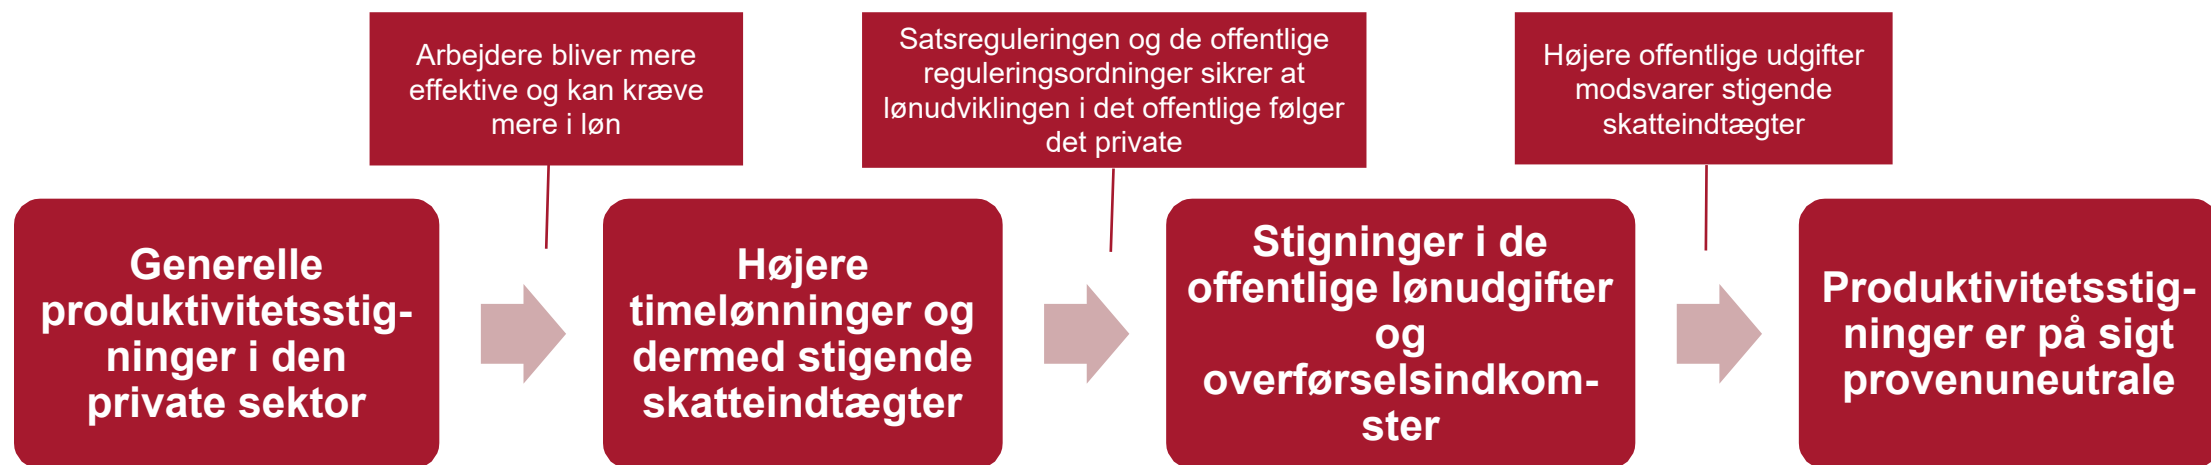 Arbejdere bliver mere
effektive og kan kræve
mere i løn
Satsreguleringen og de offentlige
reguleringsordninger sikrer at
lønudviklingen i det offentlige følger
det private
Højere offentlige udgifter
modsvarer stigende
skatteindtægter
Generelle
produktivitetsstig-
ninger i den
private sektor
Højere
timelønninger og
dermed stigende
skatteindtægter
Stigninger i de
offentlige lønudgifter
og
overførselsindkom-
ster
Produktivitetsstig-
ninger er på sigt
provenuneutrale